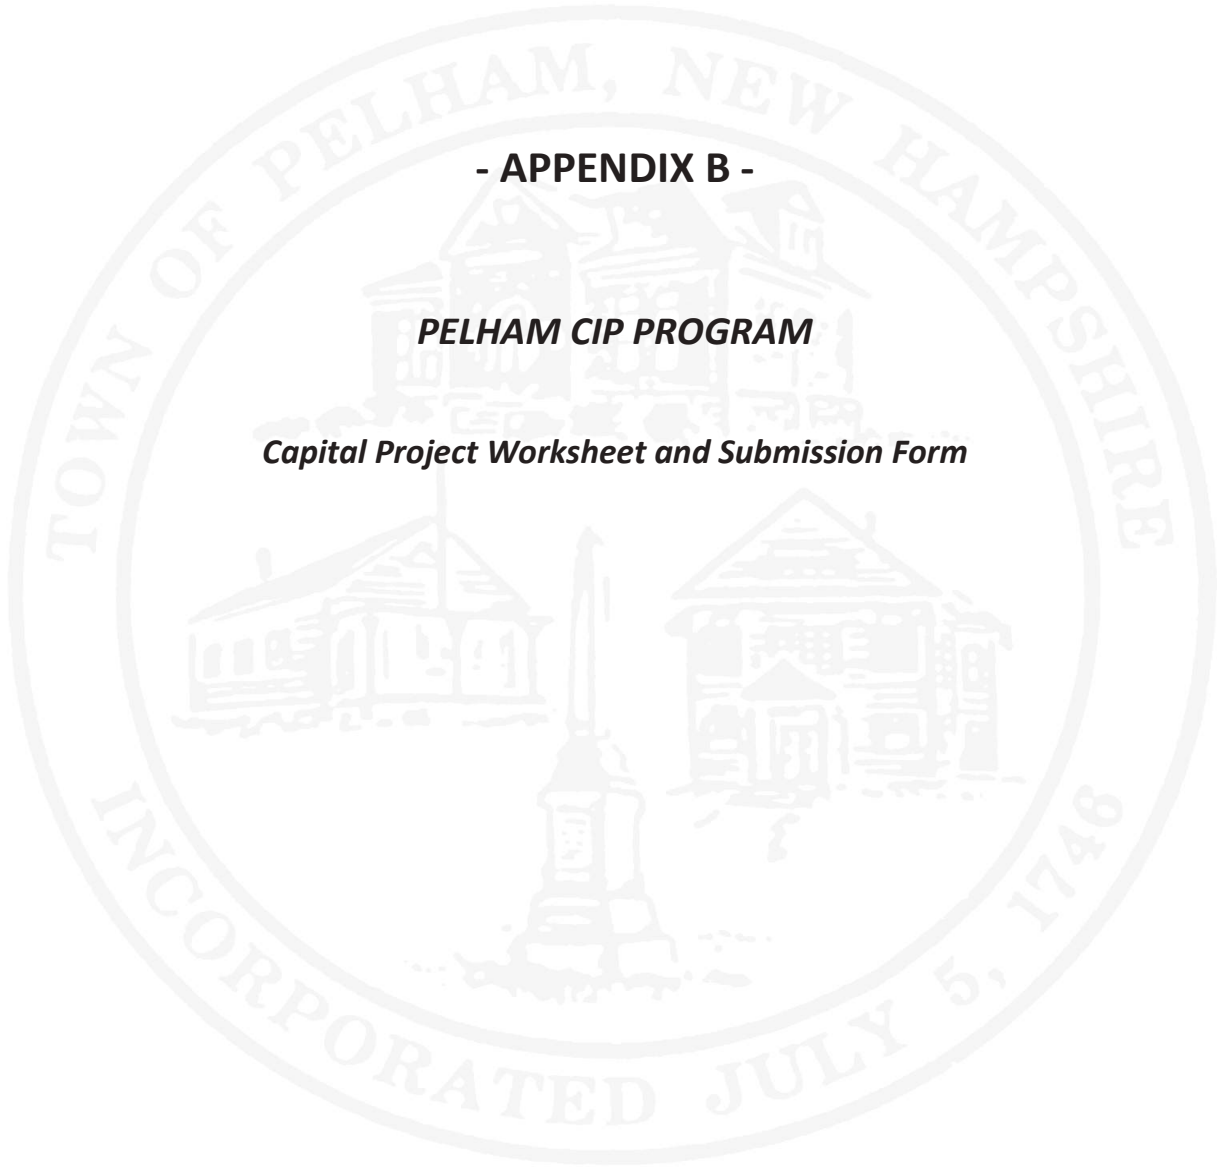 - APPENDIX B -
PELHAM CIP PROGRAM
Capital Project Worksheet and Submission Form
TOWN OF PELHAM, NEW HAMPSHIRE
INCORPORATED JULY 5, 1746